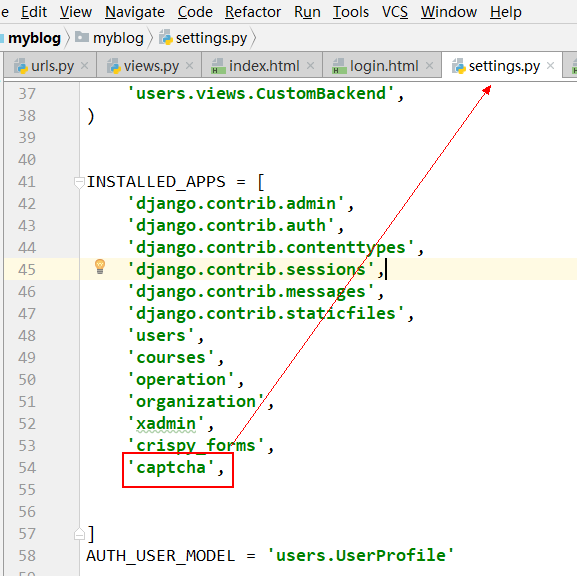 e Edit View Navigate Code Refactor Run Tools VCS Window Help
myblog myblog settings.py
urls.py × views.py × index.html × login.html × settings.py ×
37 'users.views.CustomBackend',
38 )
39
40
41 INSTALLED_APPS = [
42 'django.contrib.admin',
43 'django.contrib.auth',
44 'django.contrib.contenttypes',
45 'django.contrib.sessions',
46 'django.contrib.messages',
47 'django.contrib.staticfiles',
48 'users',
49 'courses',
50 'operation',
51 'organization',
52 'xadmin',
53 'crispy_forms',
54 'captcha',
55
56
57 ]
58 AUTH_USER_MODEL = 'users.UserProfile'